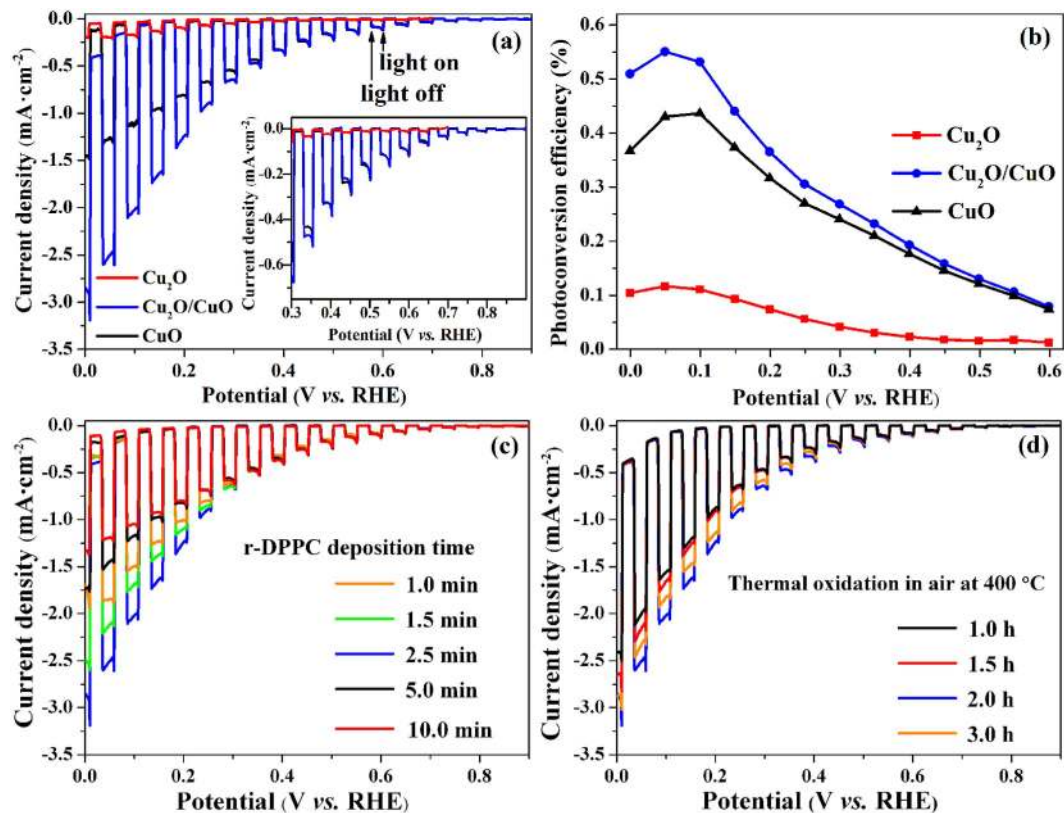 (a)
0.0
-0.5
-1.0
-1.5
-2.0
-2.5
-3.0
-3.5
Current density (mA·cm⁻²)
light on
light off
0.0
-0.2
-0.4
-0.6
Current density (mA·cm⁻²)
0.3 0.4 0.5 0.6 0.7 0.8
Potential (V vs. RHE)
Cu₂O
Cu₂O/CuO
CuO
0.0 0.2 0.4 0.6 0.8
Potential (V vs. RHE)
(b)
0.6
0.5
0.4
0.3
0.2
0.1
0.0
Photoconversion efficiency (%)
Cu₂O
Cu₂O/CuO
CuO
0.0 0.1 0.2 0.3 0.4 0.5 0.6
Potential (V vs. RHE)
(c)
0.0
-0.5
-1.0
-1.5
-2.0
-2.5
-3.0
-3.5
Current density (mA·cm⁻²)
r-DPPC deposition time
1.0 min
1.5 min
2.5 min
5.0 min
10.0 min
0.0 0.2 0.4 0.6 0.8
Potential (V vs. RHE)
(d)
0.0
-0.5
-1.0
-1.5
-2.0
-2.5
-3.0
-3.5
Current density (mA·cm⁻²)
Thermal oxidation in air at 400 °C
1.0 h
1.5 h
2.0 h
3.0 h
0.0 0.2 0.4 0.6 0.8
Potential (V vs. RHE)